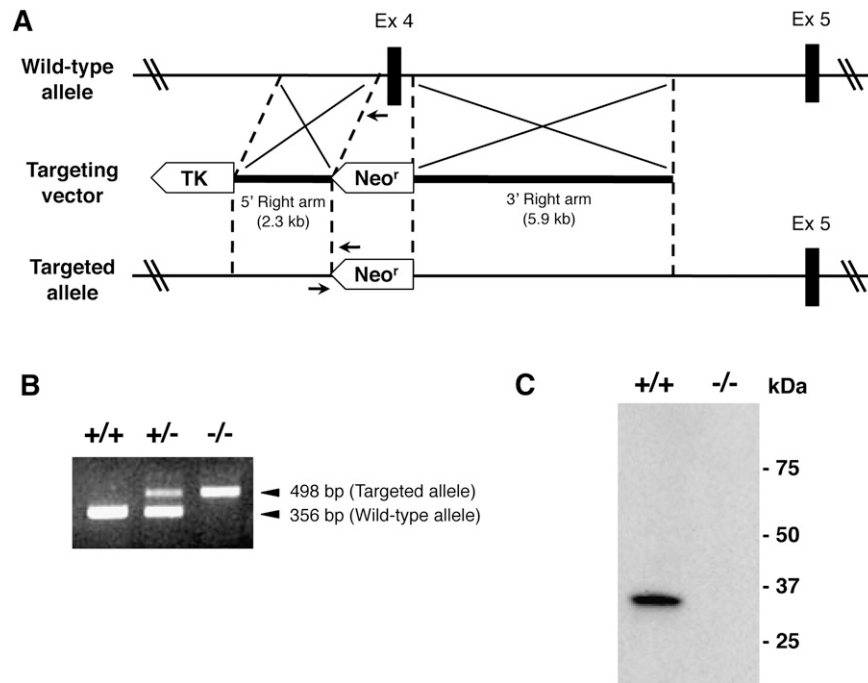 A
Ex 4
Ex 5
Wild-type
allele
Targeting
vector
TK
Neoʳ
5' Right arm
(2.3 kb)
3' Right arm
(5.9 kb)
Ex 5
Targeted
allele
Neoʳ
B
+/+ +/- -/-
498 bp (Targeted allele)
356 bp (Wild-type allele)
C
+/+ -/- kDa
- 75
- 50
- 37
- 25